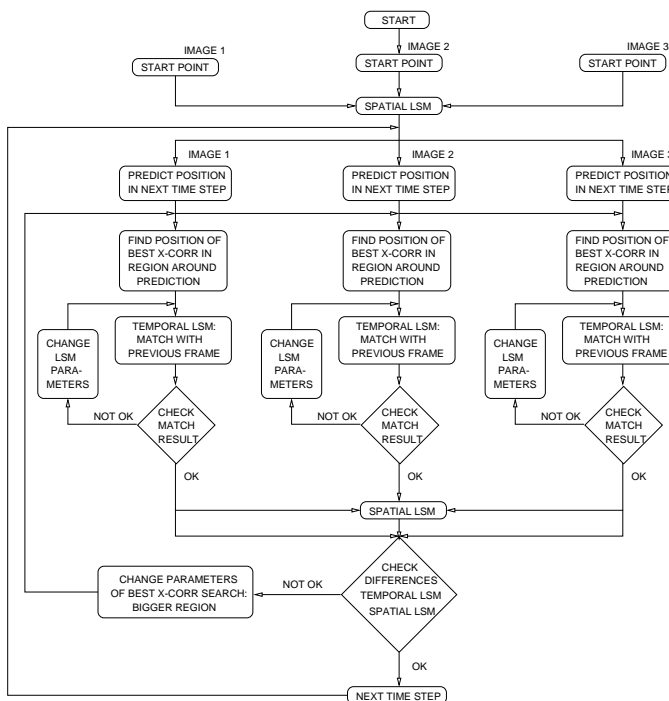 START
IMAGE 1
IMAGE 2
IMAGE 3
START POINT
START POINT
START POINT
SPATIAL LSM
IMAGE 1
IMAGE 2
IMAGE 3
PREDICT POSITION
IN NEXT TIME STEP
PREDICT POSITION
IN NEXT TIME STEP
PREDICT POSITION
IN NEXT TIME STEP
FIND POSITION OF
BEST X-CORR IN
REGION AROUND
PREDICTION
FIND POSITION OF
BEST X-CORR IN
REGION AROUND
PREDICTION
FIND POSITION OF
BEST X-CORR IN
REGION AROUND
PREDICTION
CHANGE
LSM
PARA-
METERS
TEMPORAL LSM:
MATCH WITH
PREVIOUS FRAME
CHANGE
LSM
PARA-
METERS
TEMPORAL LSM:
MATCH WITH
PREVIOUS FRAME
CHANGE
LSM
PARA-
METERS
TEMPORAL LSM:
MATCH WITH
PREVIOUS FRAME
NOT OK
CHECK
MATCH
RESULT
NOT OK
CHECK
MATCH
RESULT
NOT OK
CHECK
MATCH
RESULT
OK
OK
OK
SPATIAL LSM
CHECK
DIFFERENCES
TEMPORAL LSM
SPATIAL LSM
NOT OK
CHANGE PARAMETERS
OF BEST X-CORR SEARCH:
BIGGER REGION
OK
NEXT TIME STEP